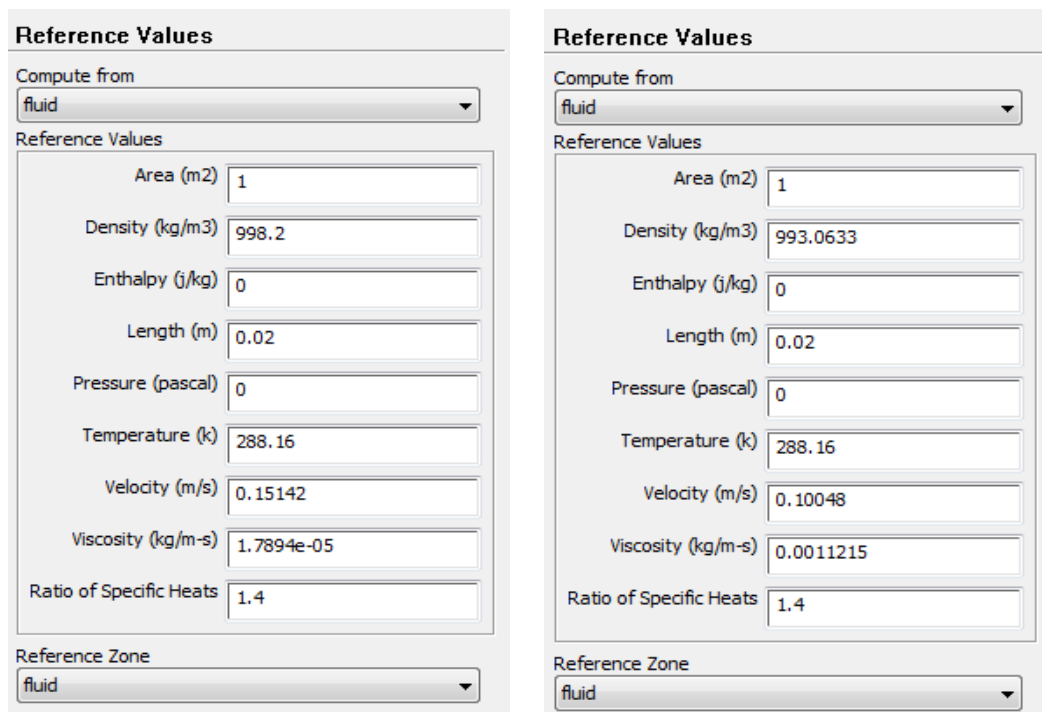 Reference Values
Compute from
fluid
Reference Values
Area (m2) 1
Density (kg/m3) 998.2
Enthalpy (j/kg) 0
Length (m) 0.02
Pressure (pascal) 0
Temperature (k) 288.16
Velocity (m/s) 0.15142
Viscosity (kg/m-s) 1.7894e-05
Ratio of Specific Heats 1.4
Reference Zone
fluid
Reference Values
Compute from
fluid
Reference Values
Area (m2) 1
Density (kg/m3) 993.0633
Enthalpy (j/kg) 0
Length (m) 0.02
Pressure (pascal) 0
Temperature (k) 288.16
Velocity (m/s) 0.10048
Viscosity (kg/m-s) 0.0011215
Ratio of Specific Heats 1.4
Reference Zone
fluid